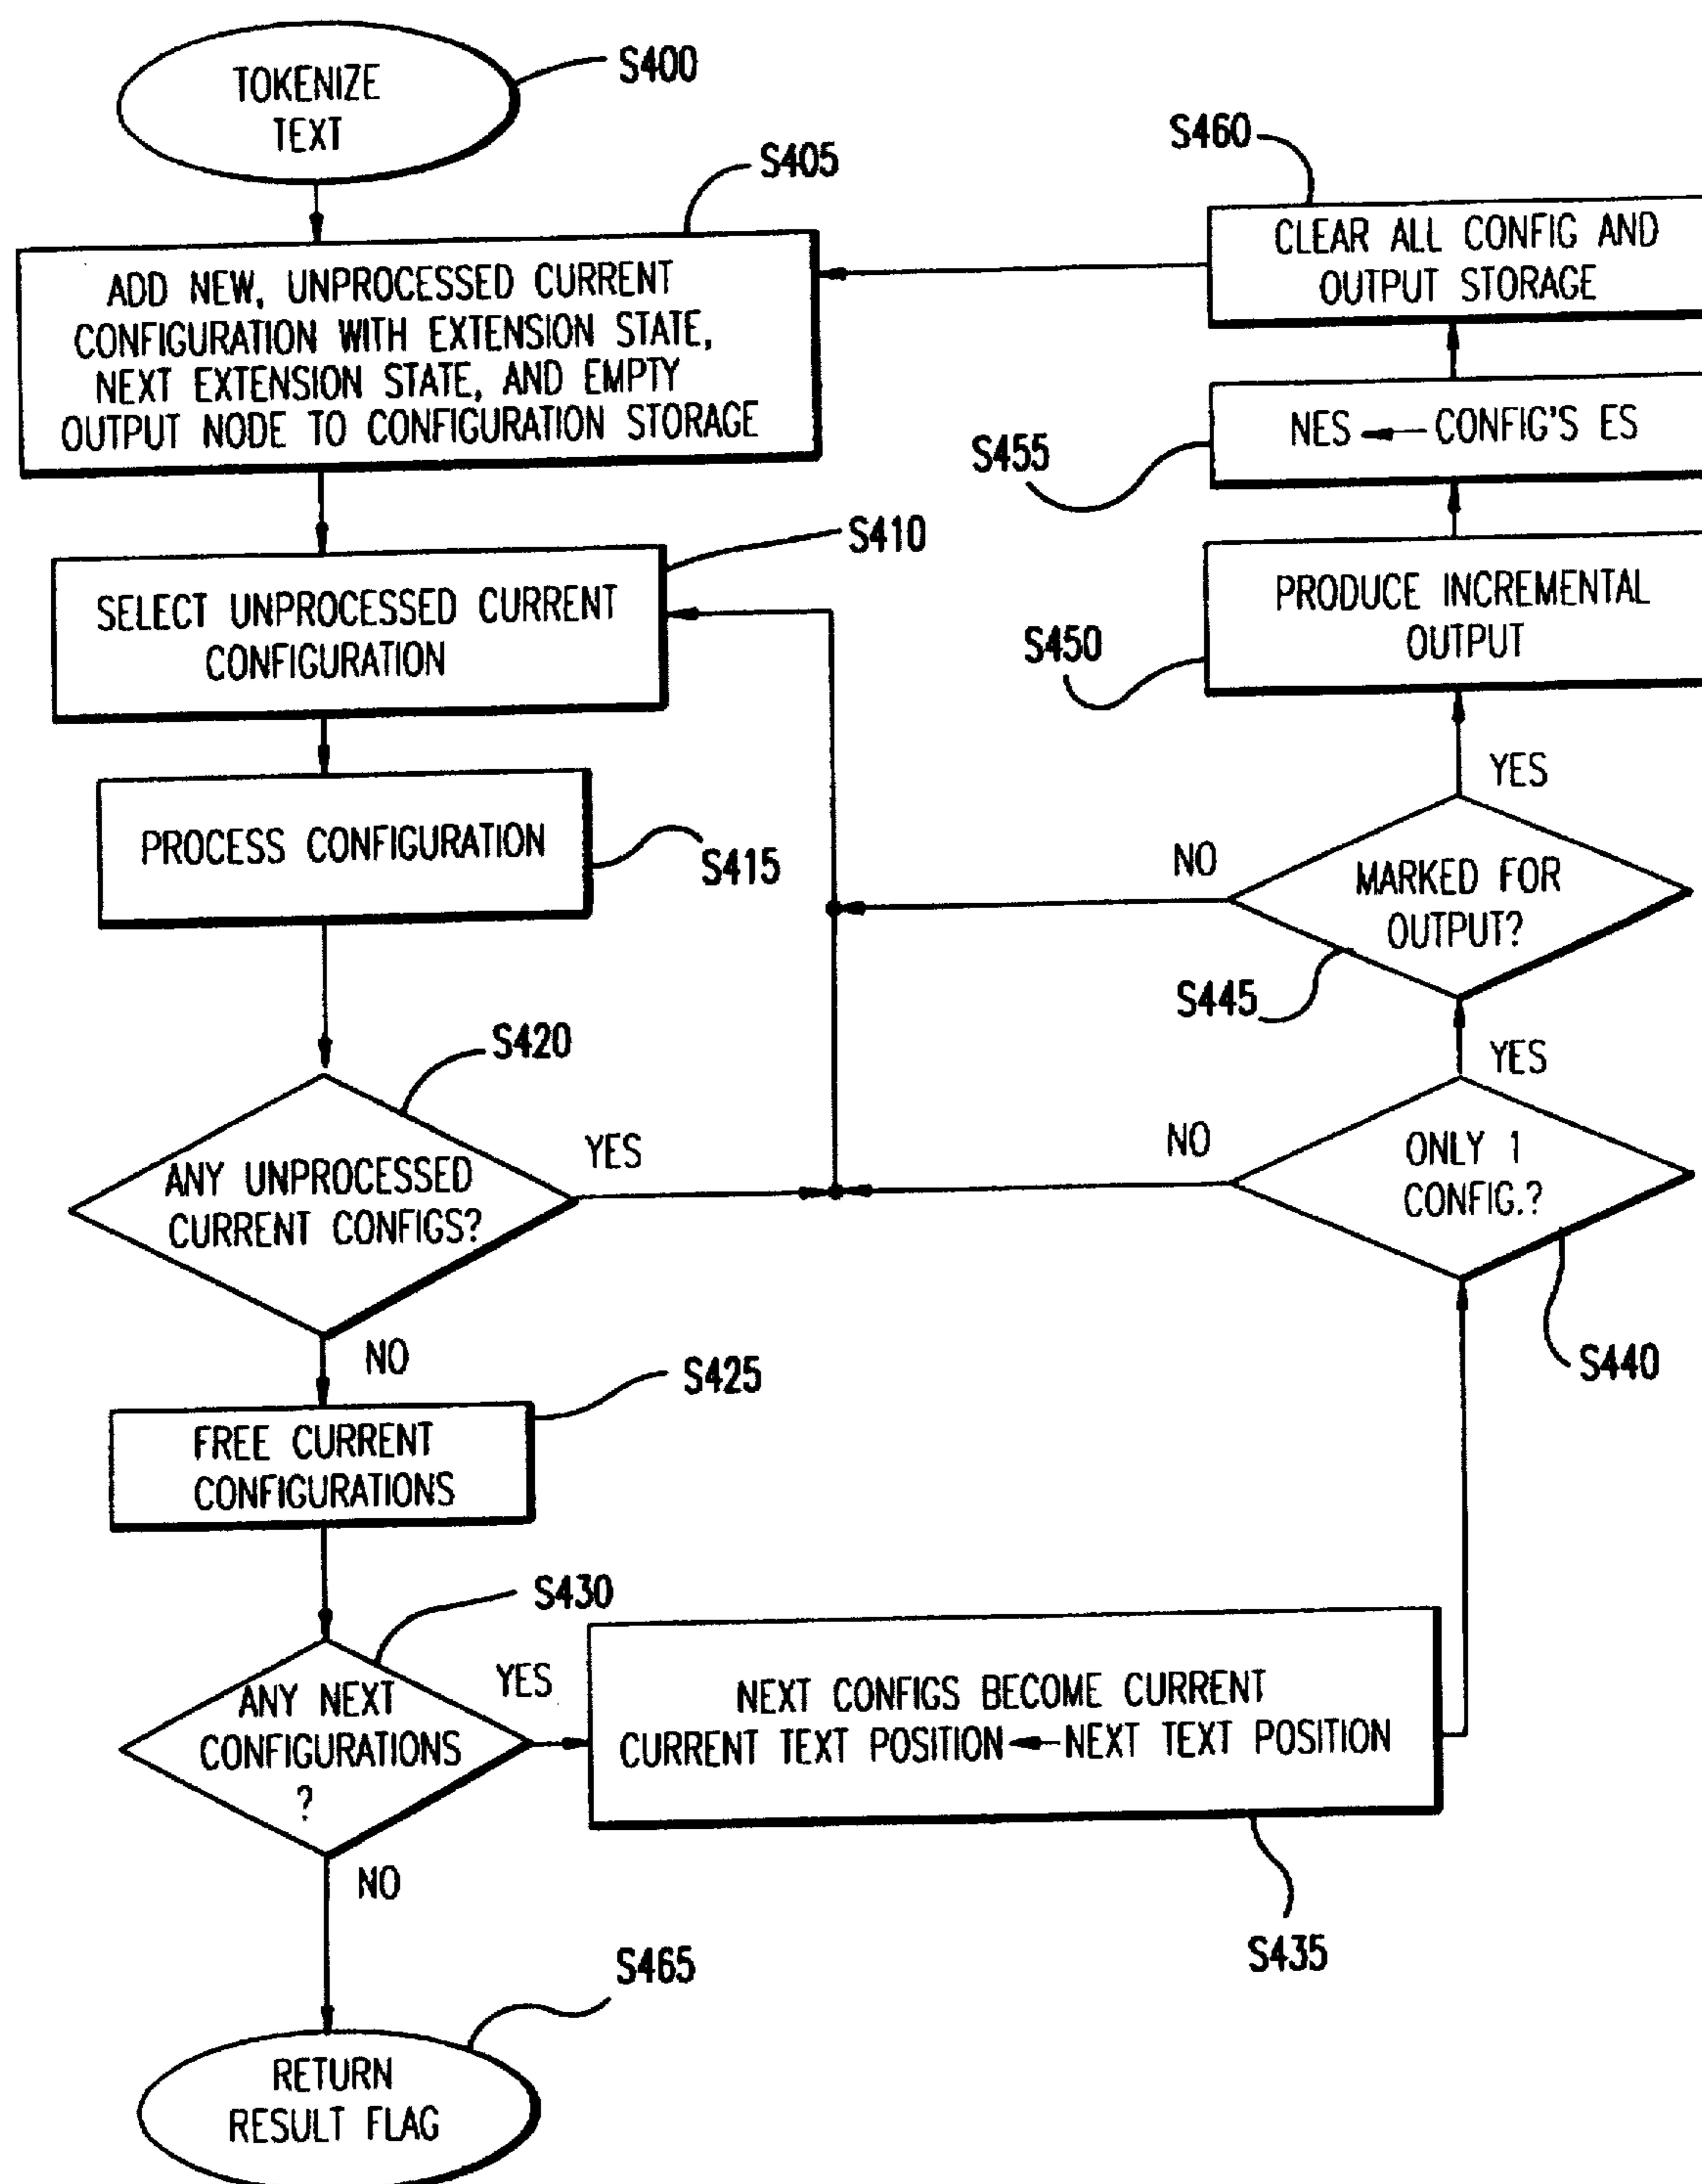 TOKENIZE
TEXT
S400
S405
ADD NEW, UNPROCESSED CURRENT
CONFIGURATION WITH EXTENSION STATE,
NEXT EXTENSION STATE, AND EMPTY
OUTPUT NODE TO CONFIGURATION STORAGE
S410
SELECT UNPROCESSED CURRENT
CONFIGURATION
PROCESS CONFIGURATION
S415
S420
ANY UNPROCESSED
CURRENT CONFIGS?
YES
NO
S425
FREE CURRENT
CONFIGURATIONS
S430
ANY NEXT
CONFIGURATIONS
?
YES
NO
NEXT CONFIGS BECOME CURRENT
CURRENT TEXT POSITION←NEXT TEXT POSITION
S435
S465
RETURN
RESULT FLAG
S460
CLEAR ALL CONFIG AND
OUTPUT STORAGE
S455
NES ← CONFIG'S ES
S450
PRODUCE INCREMENTAL
OUTPUT
YES
NO
MARKED FOR
OUTPUT?
S445
YES
NO
ONLY 1
CONFIG.?
S440